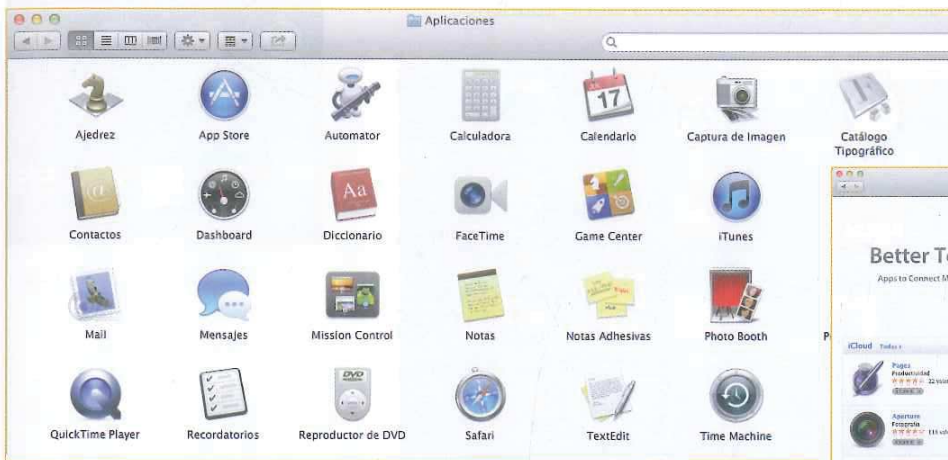 Aplicaciones
Ajedrez
App Store
Automator
Calculadora
Calendario
Captura de Imagen
Catálogo
Tipográfico
Contactos
Dashboard
Diccionario
FaceTime
Game Center
iTunes
Mail
Mensajes
Mission Control
Notas
Notas Adhesivas
Photo Booth
QuickTime Player
Recordatorios
Reproductor de DVD
Safari
TextEdit
Time Machine
17
Aa
@
DVD
Better
Apps to Connect
iCloud Todas
Pages
Productividad
22
Aperture
Fotografía